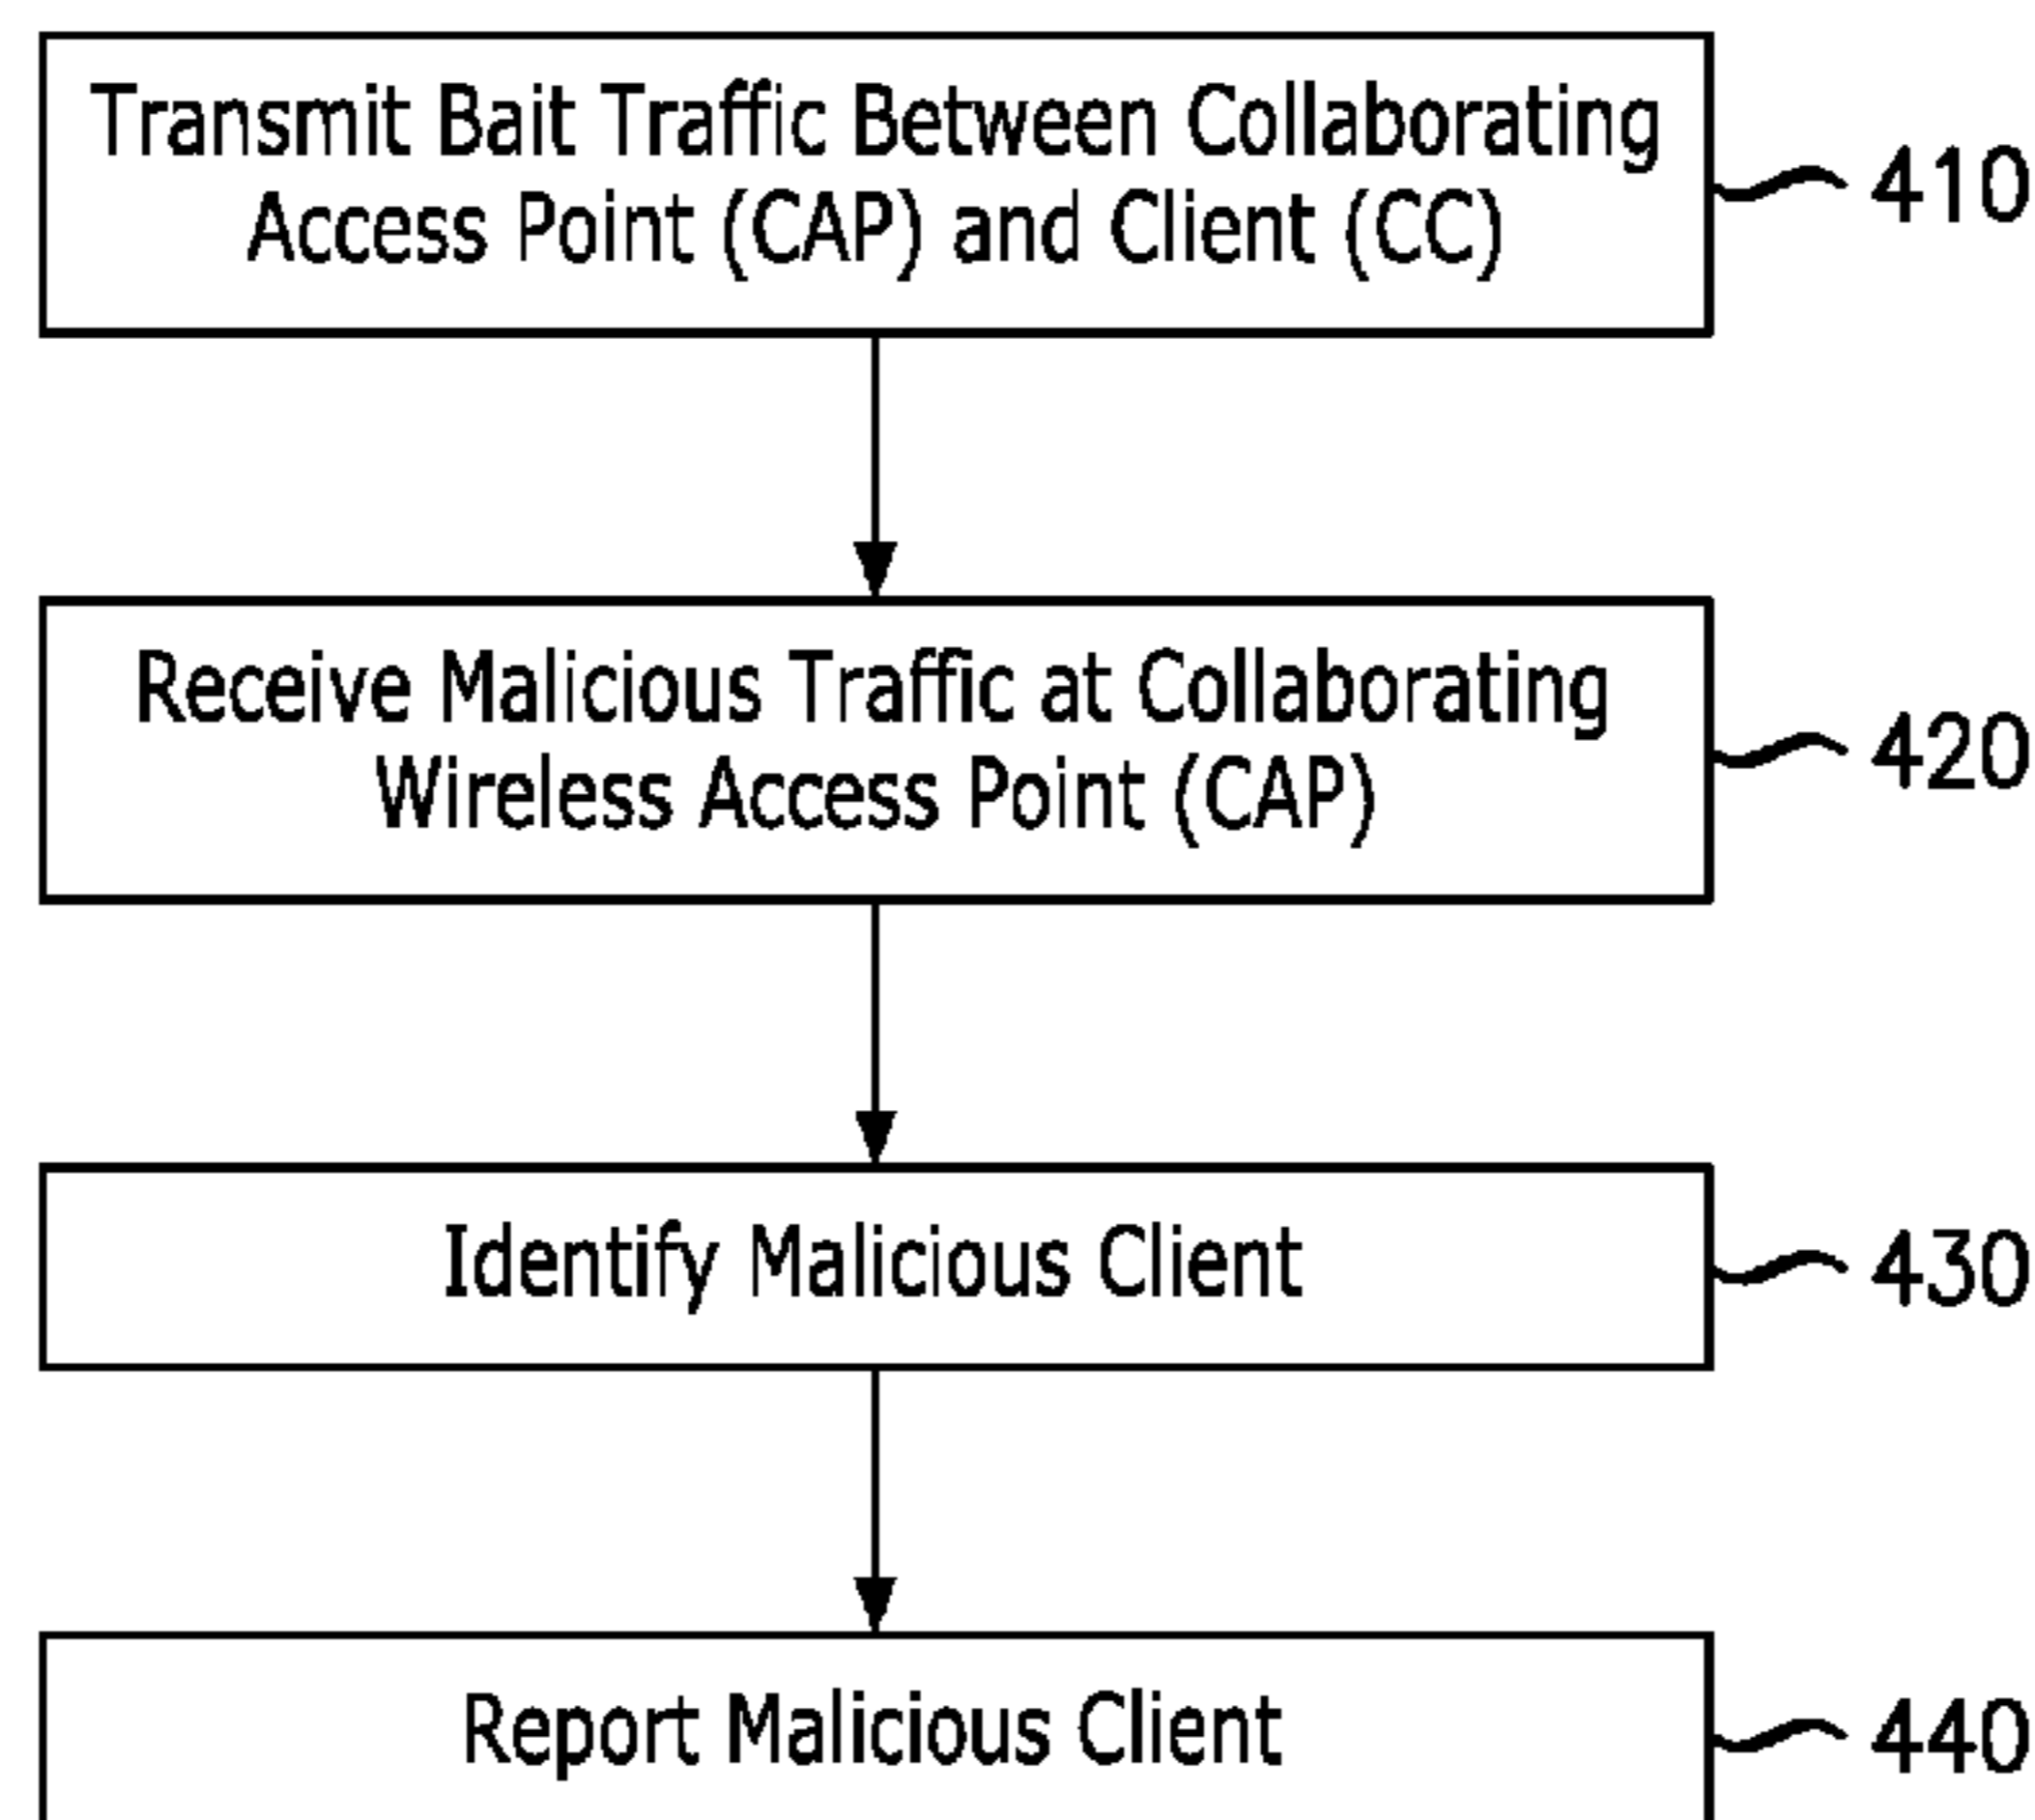 Transmit Bait Traffic Between Collaborating
Access Point (CAP) and Client (CC)
410
Receive Malicious Traffic at Collaborating
Wireless Access Point (CAP)
420
Identify Malicious Client
430
Report Malicious Client
440